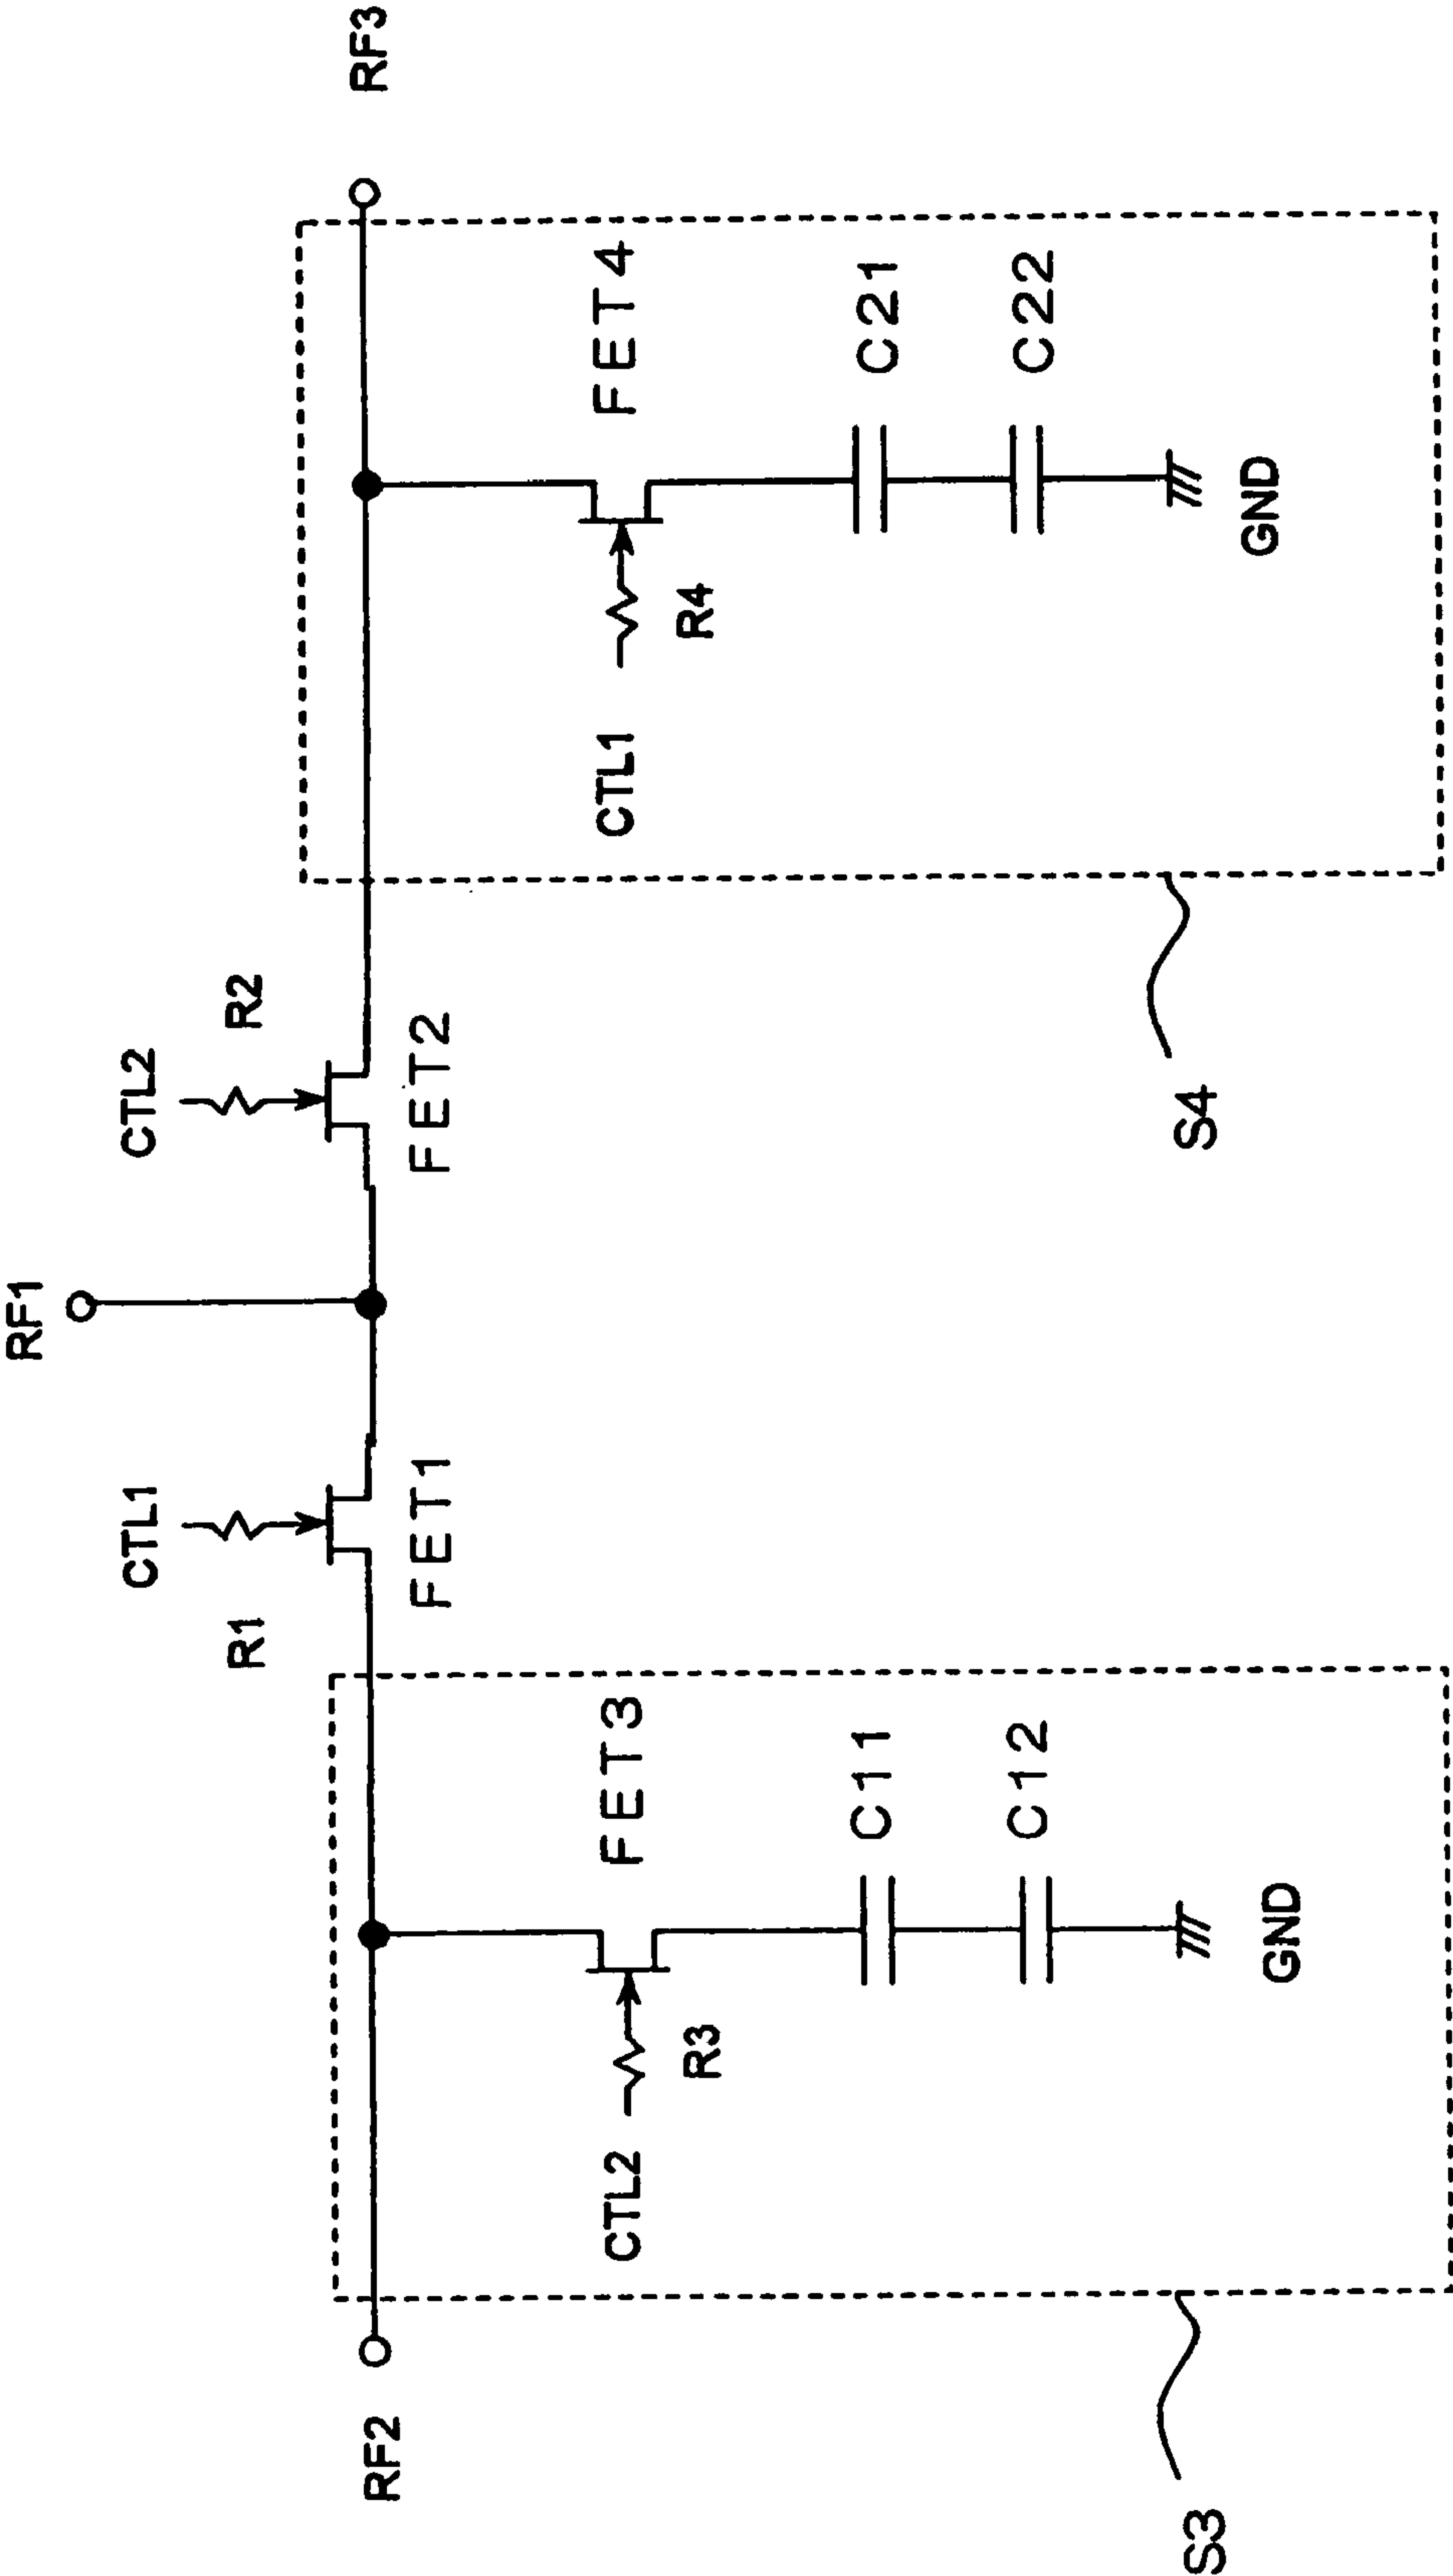 RF1
CTL1
CTL2
R1
R2
RF2
RF3
FET1
FET2
FET3
FET4
CTL2
CTL1
R3
R4
C11
C21
C12
C22
GND
GND
S3
S4